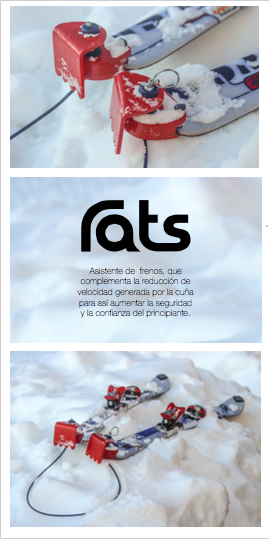 rats
Asistente de frenos, que
complementa la reducción de
velocidad generada por la cuña
para así aumentar la seguridad
y la confianza del principiante.